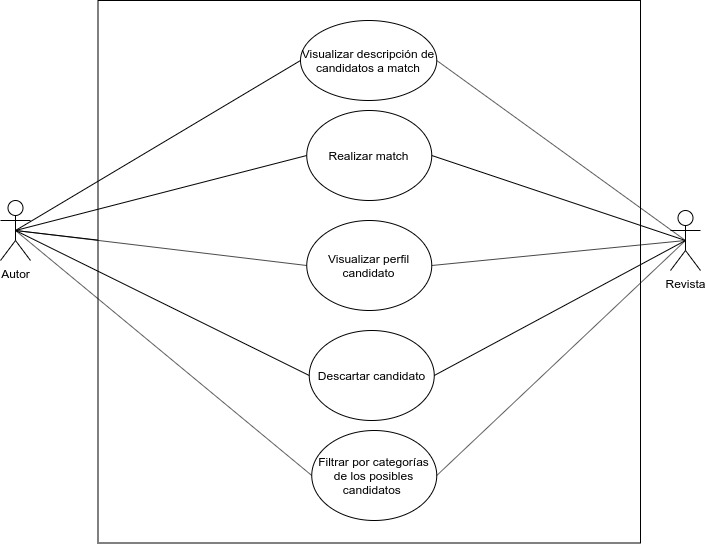 Visualizar descripción de
candidatos a match
Realizar match
Visualizar perfil
candidato
Autor
Revista
Descartar candidato
Filtrar por categorías
de los posibles
candidatos